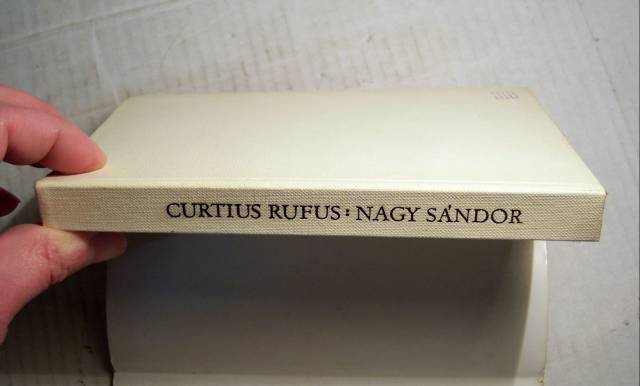 CURTIUS RUFUS: NAGY SÁNDOR